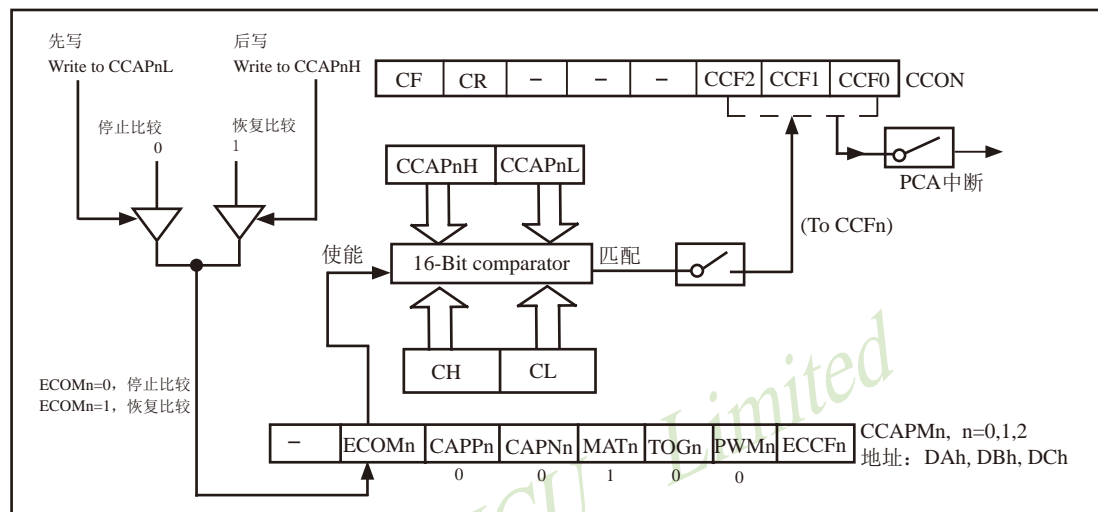 先写
Write to CCAPnL
后写
Write to CCAPnH
停止比较
0
恢复比较
1
CF CR – – – CCF2 CCF1 CCF0 CCON
PCA中断
CCAPnH CCAPnL
(To CCFn)
使能
16-Bit comparator
匹配
CH CL
ECOMn=0，停止比较
ECOMn=1，恢复比较
– ECOMn CAPPn CAPNn MATn TOGn PWMn ECCFn
0 0 1 0 0
CCAPMn, n=0,1,2
地址：DAh, DBh, DCh
Limited